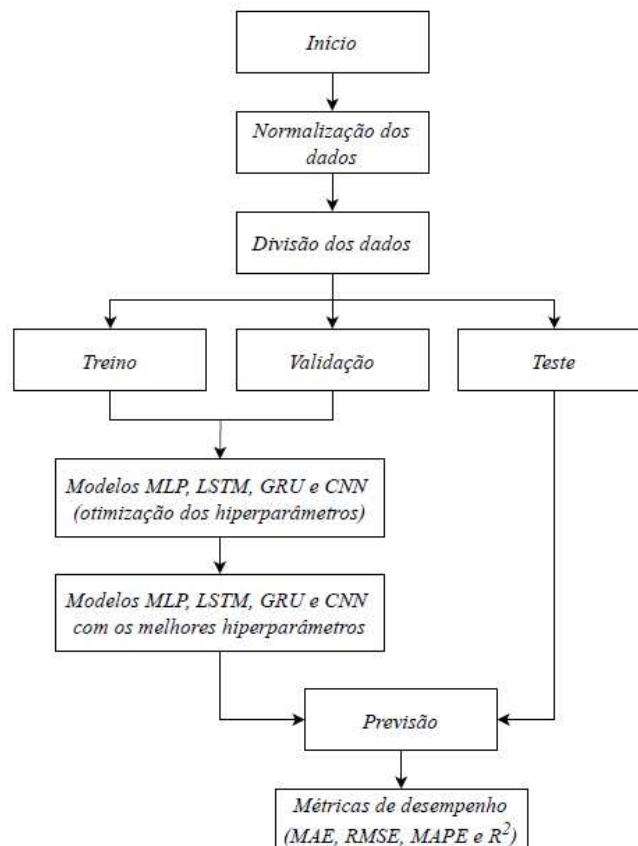 Início
Normalização dos
dados
Divisão dos dados
Treino
Validação
Teste
Modelos MLP, LSTM, GRU e CNN
(otimização dos hiperparâmetros)
Modelos MLP, LSTM, GRU e CNN
com os melhores hiperparâmetros
Previsão
Métricas de desempenho
(MAE, RMSE, MAPE e R²)